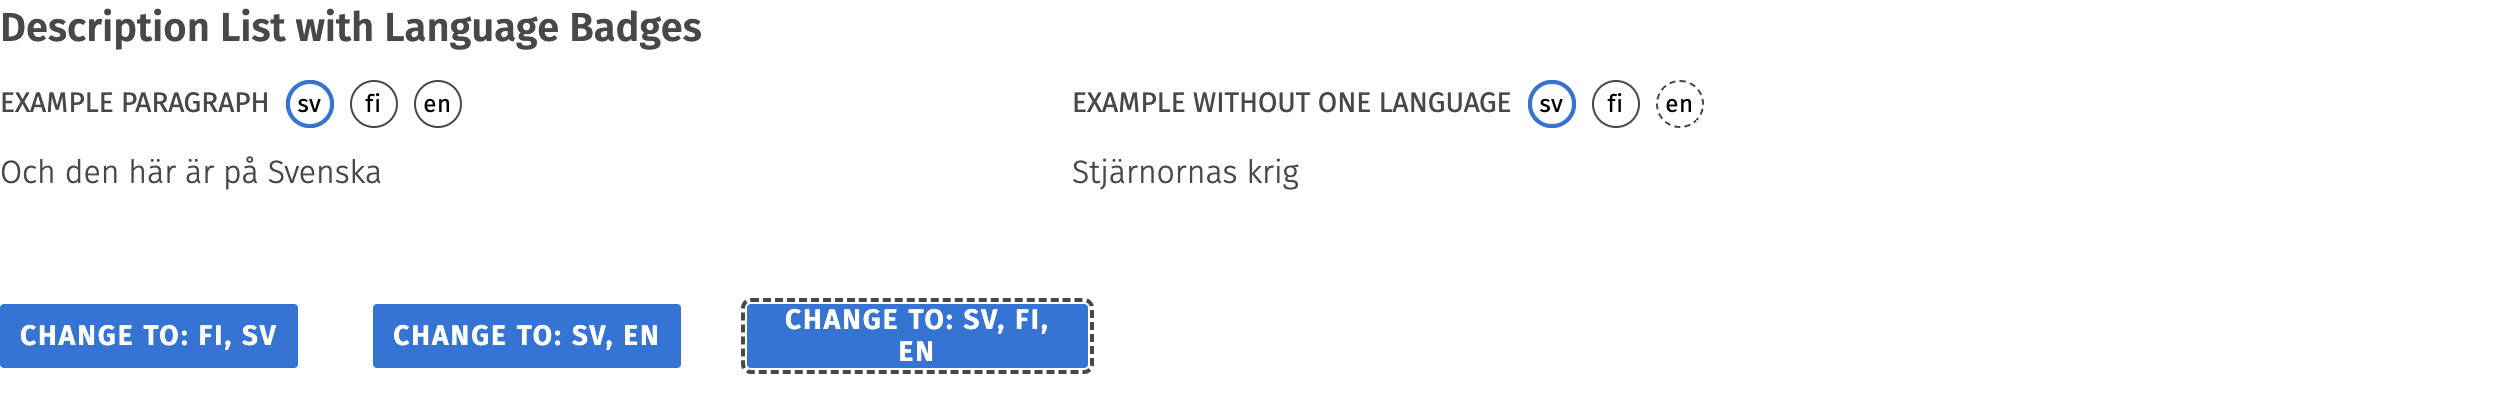 Description List with Language Badges
EXAMPLE PARAGRAPH sv fi en
Och den här är på Svenska
EXAMPLE WITHOUT ONE LANGUAGE sv fi en
Stjärnornas krig
CHANGE TO: FI, SV
CHANGE TO: SV, EN
CHANGE TO: SV, FI,
EN